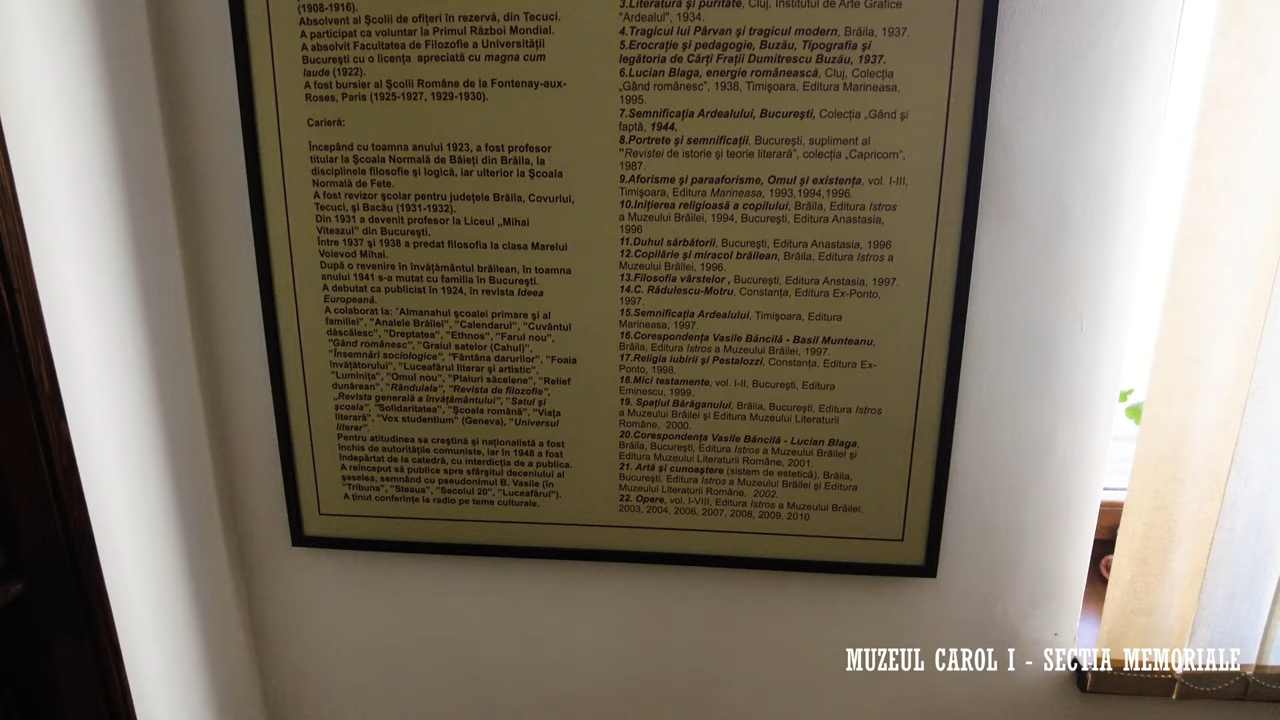 (1908-1916).
Absolvent al Școlii de ofițeri în rezervă, din Tecuci.
A participat ca voluntar la Primul Război Mondial.
A absolvit Facultatea de Filozofie a Universității
București cu o licența apreciată cu magna cum
laude (1922).
A fost bursier al Școlii Române de la Fontenay-aux-
Roses, Paris (1925-1927, 1929-1930).
Carieră:
Începând cu toamna anului 1923, a fost profesor
titular la Școala Normală de Băieți din Brăila, la
disciplinele filosofie și logică, iar ulterior la Școala
Normală de Fete.
A fost revizor școlar pentru județele Brăila, Covurlui,
Tecuci, și Bacău (1931-1932).
Din 1931 a devenit profesor la Liceul „Mihai
Viteazul" din București.
Între 1937 și 1938 a predat filosofia la clasa Marelui
Voievod Mihai.
După o revenire în învățământul brăilean, în toamna
anului 1941 s-a mutat cu familia în București.
A debutat ca publicist în 1924, în revista Ideea
Europeană.
A colaborat la: "Almanahul școalei primare și al
familiei", "Analele Brăilei", "Calendarul", "Cuvântul
dăscălesc", "Dreptatea", "Ethnos", "Farul nou",
"Gând românesc", "Graiul satelor (Cahul)",
"Însemnări sociologice", "Fântâna darurilor", "Foaia
învățătorului", "Luceafărul literar și artistic",
"Luminița", "Omul nou", "Plaiuri săcelene", "Relief
dunărean", "Rânduiala", "Revista de filozofie",
„Revista generală a învățământului", "Satul și
școala", "Solidaritatea", "Școala română", "Viața
literară", "Vox studentium" (Geneva), "Universul
literar".
Pentru atitudinea sa creștină și naționalistă a fost
închis de autoritățile comuniste, iar în 1948 a fost
îndepărtat de la catedră, cu interdicția de a publica.
A reînceput să publice spre sfârșitul deceniului al
șaselea, semnând cu pseudonimul B. Vasile (în
"Tribuna", "Steaua", "Secolul 20", "Luceafărul").
A ținut conferințe la radio pe teme culturale.
3.Literatură și puritate, Cluj, Institutul de Arte Grafice
"Ardealul", 1934.
4.Tragicul lui Pârvan și tragicul modern, Brăila, 1937.
5.Erocrație și pedagogie, Buzău, Tipografia și
legătoria de Cărți Frații Dumitrescu Buzău, 1937.
6.Lucian Blaga, energie românească, Cluj, Colecția
„Gând românesc", 1938, Timișoara, Editura Marineasa,
1995.
7.Semnificația Ardealului, București, Colecția „Gând și
faptă, 1944.
8.Portrete și semnificații, București, supliment al
"Revistei de istorie și teorie literară", colecția „Capricorn",
1987.
9.Aforisme și paraaforisme, Omul și existența, vol. I-III,
Timișoara, Editura Marineasa, 1993,1994,1996.
10.Inițierea religioasă a copilului, Brăila, Editura Istros
a Muzeului Brăilei, 1994, București, Editura Anastasia,
1996
11.Duhul sărbătorii, București, Editura Anastasia, 1996
12.Copilărie și miracol brăilean, Brăila, Editura Istros a
Muzeului Brăilei, 1996.
13.Filosofia vârstelor , București, Editura Anstasia, 1997.
14.C. Rădulescu-Motru, Constanța, Editura Ex-Ponto,
1997.
15.Semnificația Ardealului, Timișoara, Editura
Marineasa, 1997.
16.Corespondența Vasile Băncilă - Basil Munteanu,
Brăila, Editura Istros a Muzeului Brăilei, 1997.
17.Religia iubirii și Pestalozzi, Constanța, Editura Ex-
Ponto, 1998.
18.Mici testamente, vol. I-II, București, Editura
Eminescu, 1999.
19. Spațiul Bărăganului, Brăila, București, Editura Istros
a Muzeului Brăilei și Editura Muzeului Literaturii
Române, 2000.
20.Corespondența Vasile Băncilă - Lucian Blaga,
Brăila, București, Editura Istros a Muzeului Brăilei și
Editura Muzeului Literaturii Române, 2001.
21. Artă și cunoaștere (sistem de estetică), Brăila,
București, Editura Istros a Muzeului Brăilei și Editura
Muzeului Literaturii Române, 2002.
22. Opere, vol. I-VIII, Editura Istros a Muzeului Brăilei,
2003, 2004, 2006, 2007, 2008, 2009, 2010.
MUZEUL CAROL I - SECTIA MEMORIALE